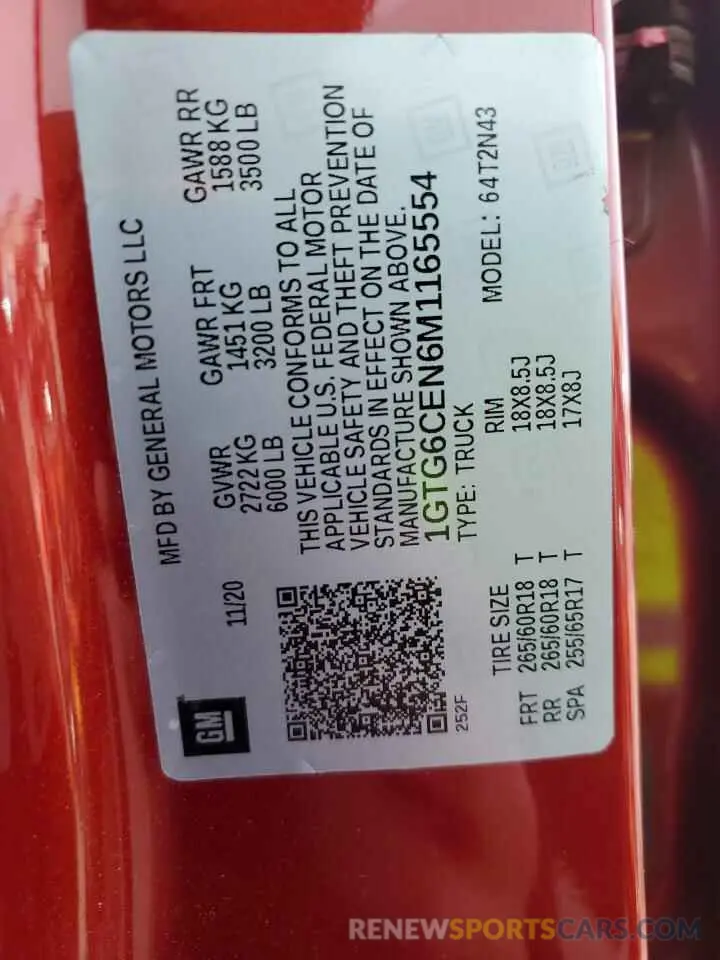 GM
11/20
MFD BY GENERAL MOTORS LLC
GVWR GAWR FRT GAWR RR
2722 KG 1451 KG 1588 KG
6000 LB 3200 LB 3500 LB
THIS VEHICLE CONFORMS TO ALL
APPLICABLE U.S. FEDERAL MOTOR
VEHICLE SAFETY AND THEFT PREVENTION
STANDARDS IN EFFECT ON THE DATE OF
MANUFACTURE SHOWN ABOVE.
1GTG6CEN6M1165554
252F
TYPE: TRUCK MODEL: 64T2N43
TIRE SIZE RIM
FRT 265/60R18 T 18X8.5J
RR 265/60R18 T 18X8.5J
SPA 255/65R17 T 17X8J
RENEWSPORTSCARS.COM